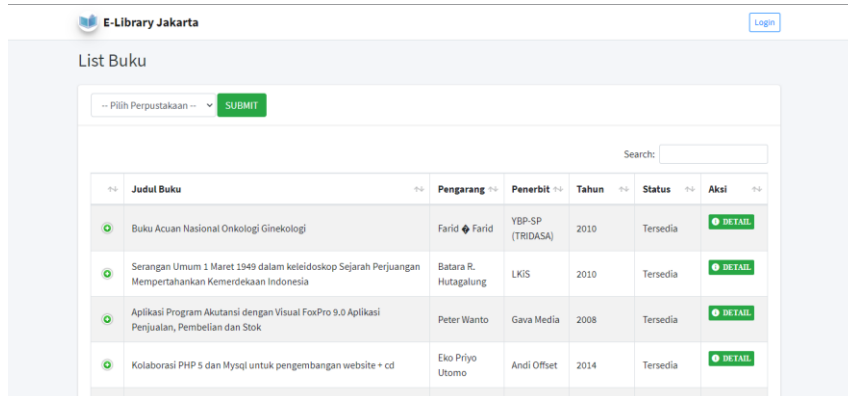 E-Library Jakarta
Login
List Buku
-- Pilih Perpustakaan --
SUBMIT
Search:
Judul Buku Pengarang Penerbit Tahun Status Aksi
Buku Acuan Nasional Onkologi Ginekologi Farid � Farid YBP-SP (TRIDASA) 2010 Tersedia DETAIL
Serangan Umum 1 Maret 1949 dalam keleidoskop Sejarah Perjuangan
Mempertahankan Kemerdekaan Indonesia
Batara R.
Hutagalung
LKiS 2010 Tersedia DETAIL
Aplikasi Program Akutansi dengan Visual FoxPro 9.0 Aplikasi
Penjualan, Pembelian dan Stok
Peter Wanto Gava Media 2008 Tersedia DETAIL
Kolaborasi PHP 5 dan Mysql untuk pengembangan website + cd
Eko Priyo
Utomo
Andi Offset 2014 Tersedia DETAIL